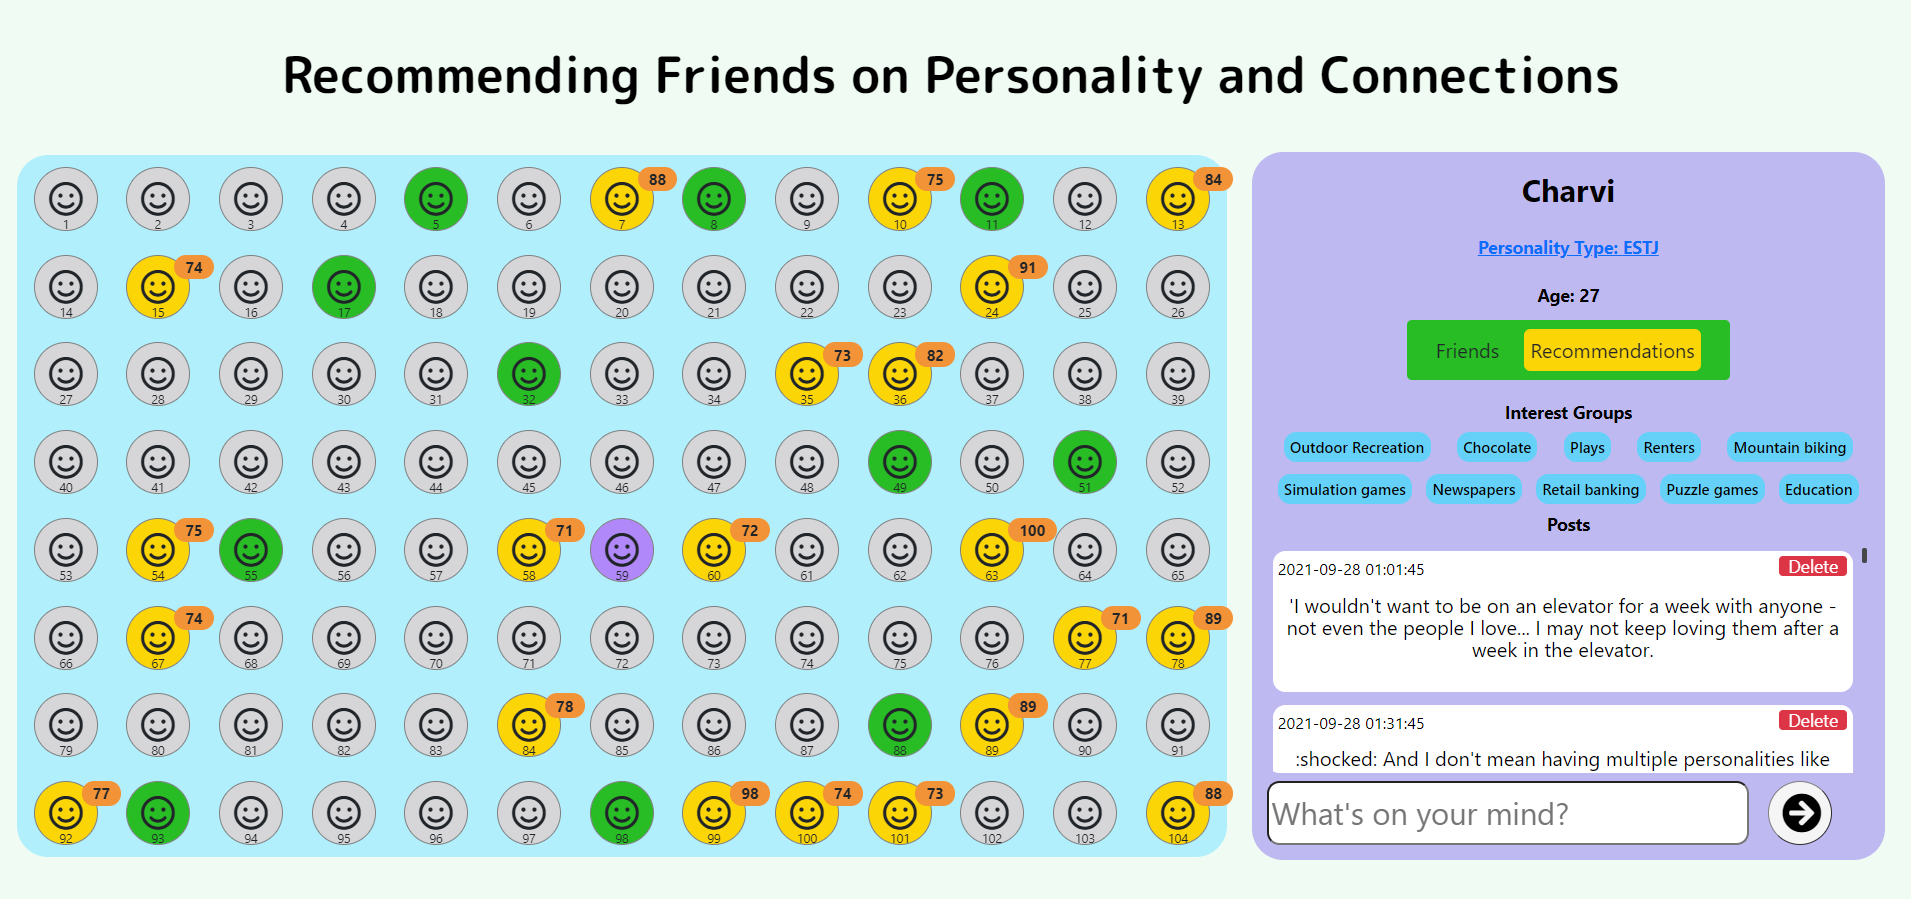 Recommending Friends on Personality and Connections
88 75 84
1 2 3 4 5 6 7 8 9 10 11 12 13
74 91
14 15 16 17 18 19 20 21 22 23 24 25 26
73 82
27 28 29 30 31 32 33 34 35 36 37 38 39
40 41 42 43 44 45 46 47 48 49 50 51 52
75 71 72 100
53 54 55 56 57 58 59 60 61 62 63 64 65
74 71 89
66 67 68 69 70 71 72 73 74 75 76 77 78
78 89
79 80 81 82 83 84 85 86 87 88 89 90 91
77 98 74 73 88
92 93 94 95 96 97 98 99 100 101 102 103 104
Charvi
Personality Type: ESTJ
Age: 27
Friends Recommendations
Interest Groups
Outdoor Recreation Chocolate Plays Renters Mountain biking
Simulation games Newspapers Retail banking Puzzle games Education
Posts
2021-09-28 01:01:45 Delete
'I wouldn't want to be on an elevator for a week with anyone -
not even the people I love... I may not keep loving them after a
week in the elevator.
2021-09-28 01:31:45 Delete
:shocked: And I don't mean having multiple personalities like
What's on your mind?